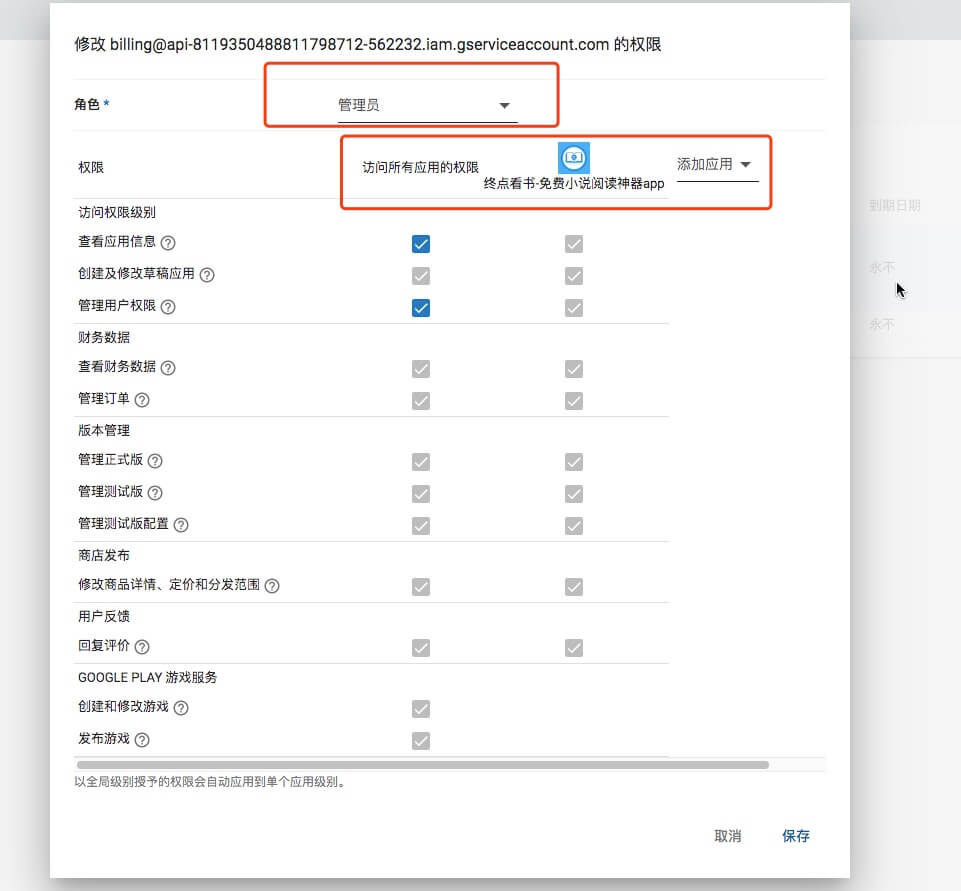 修改 billing@api-8119350488811798712-562232.iam.gserviceaccount.com 的权限
角色 *
管理员
权限
访问所有应用的权限
终点看书-免费小说阅读神器app
添加应用
到期日期
永不
永不
访问权限级别
查看应用信息
创建及修改草稿应用
管理用户权限
财务数据
查看财务数据
管理订单
版本管理
管理正式版
管理测试版
管理测试版配置
商店发布
修改商品详情、定价和分发范围
用户反馈
回复评价
GOOGLE PLAY 游戏服务
创建和修改游戏
发布游戏
以全局级别授予的权限会自动应用到单个应用级别。
取消
保存